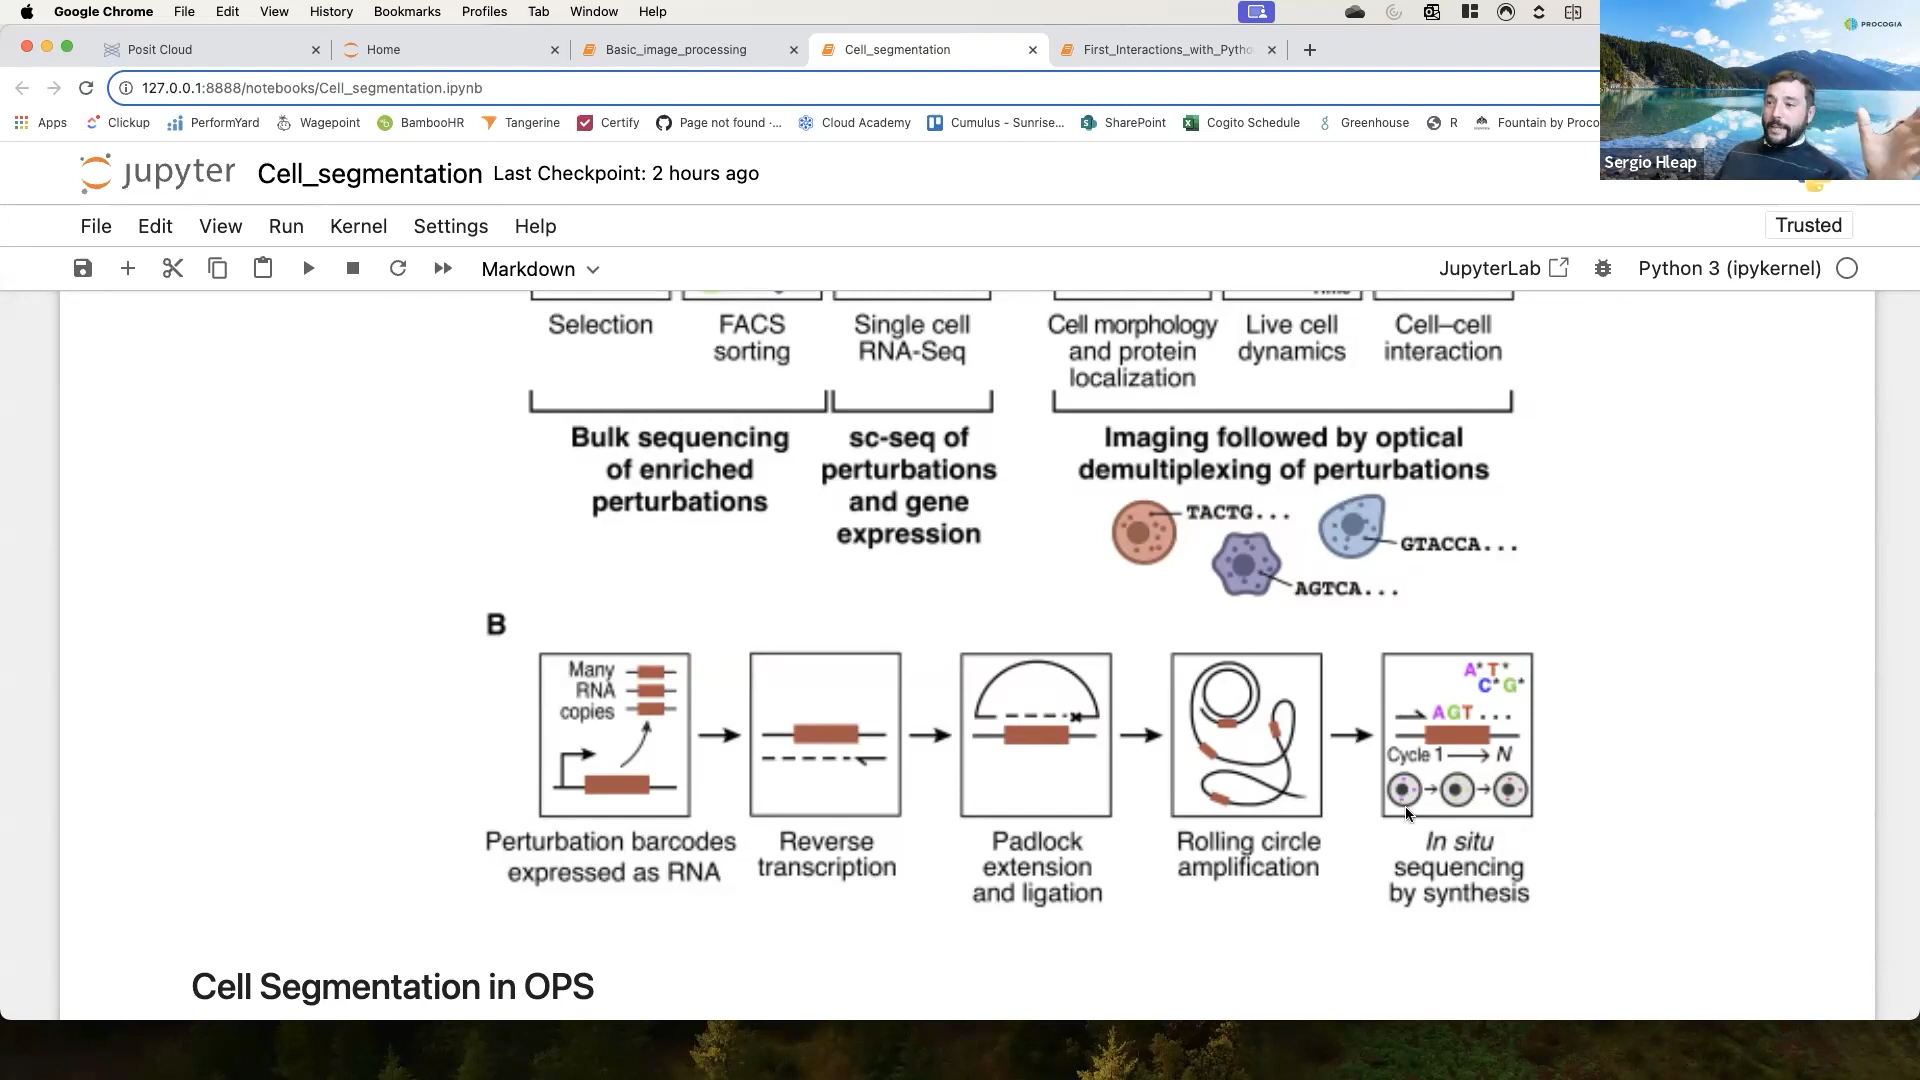 Google Chrome File Edit View History Bookmarks Profiles Tab Window Help
PROCOGIA
Posit Cloud
Home
Basic_image_processing
Cell_segmentation
First_Interactions_with_Pytho
127.0.0.1:8888/notebooks/Cell_segmentation.ipynb
Apps Clickup PerformYard Wagepoint BambooHR Tangerine Certify Page not found ·... Cloud Academy Cumulus - Sunrise... SharePoint Cogito Schedule Greenhouse R Fountain by Proco
Sergio Hleap
jupyter Cell_segmentation Last Checkpoint: 2 hours ago
File Edit View Run Kernel Settings Help
Trusted
Markdown
JupyterLab
Python 3 (ipykernel)
Selection
FACS
sorting
Single cell
RNA-Seq
Cell morphology
and protein
localization
Live cell
dynamics
Cell–cell
interaction
Bulk sequencing
of enriched
perturbations
sc-seq of
perturbations
and gene
expression
Imaging followed by optical
demultiplexing of perturbations
TACTG...
GTACCA...
AGTCA...
B
Many
RNA
copies
A* T*
C* G*
AGT...
Cycle 1 → N
Perturbation barcodes
expressed as RNA
Reverse
transcription
Padlock
extension
and ligation
Rolling circle
amplification
In situ
sequencing
by synthesis
Cell Segmentation in OPS